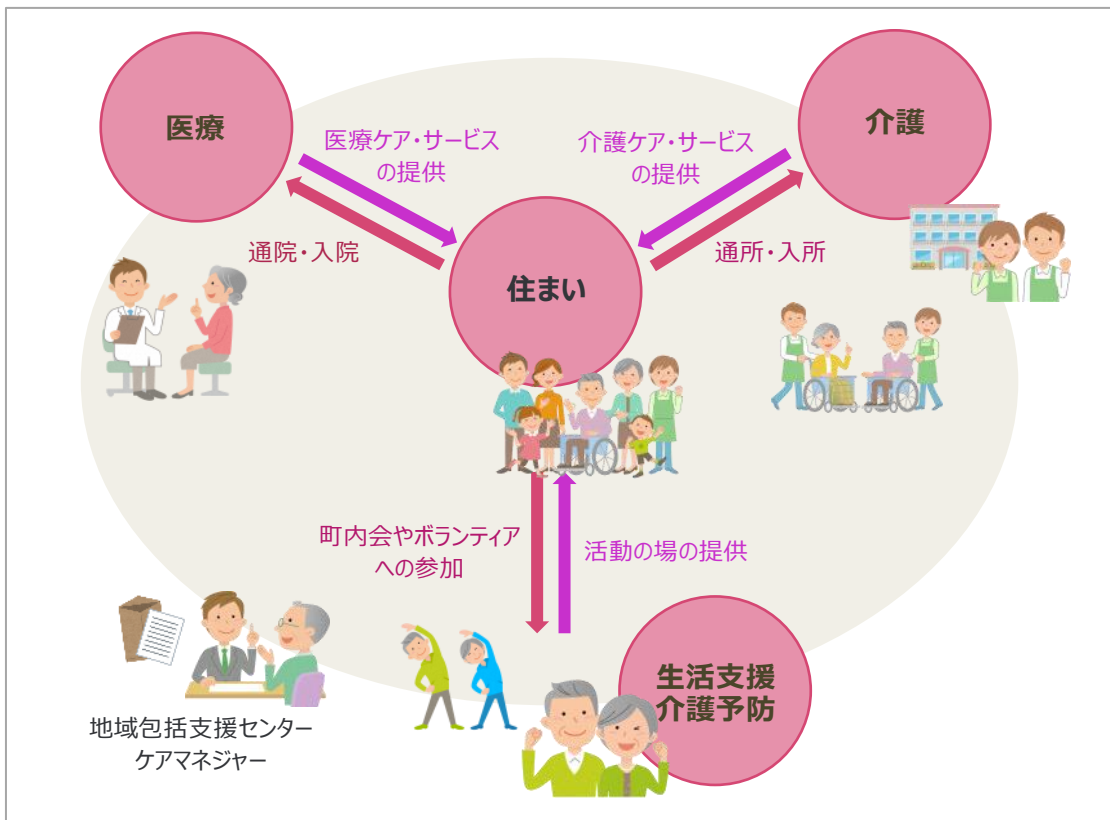 医療
介護
医療ケア・サービス
の提供
介護ケア・サービス
の提供
通院・入院
通所・入所
住まい
町内会やボランティア
への参加
活動の場の提供
生活支援
介護予防
地域包括支援センター
ケアマネジャー